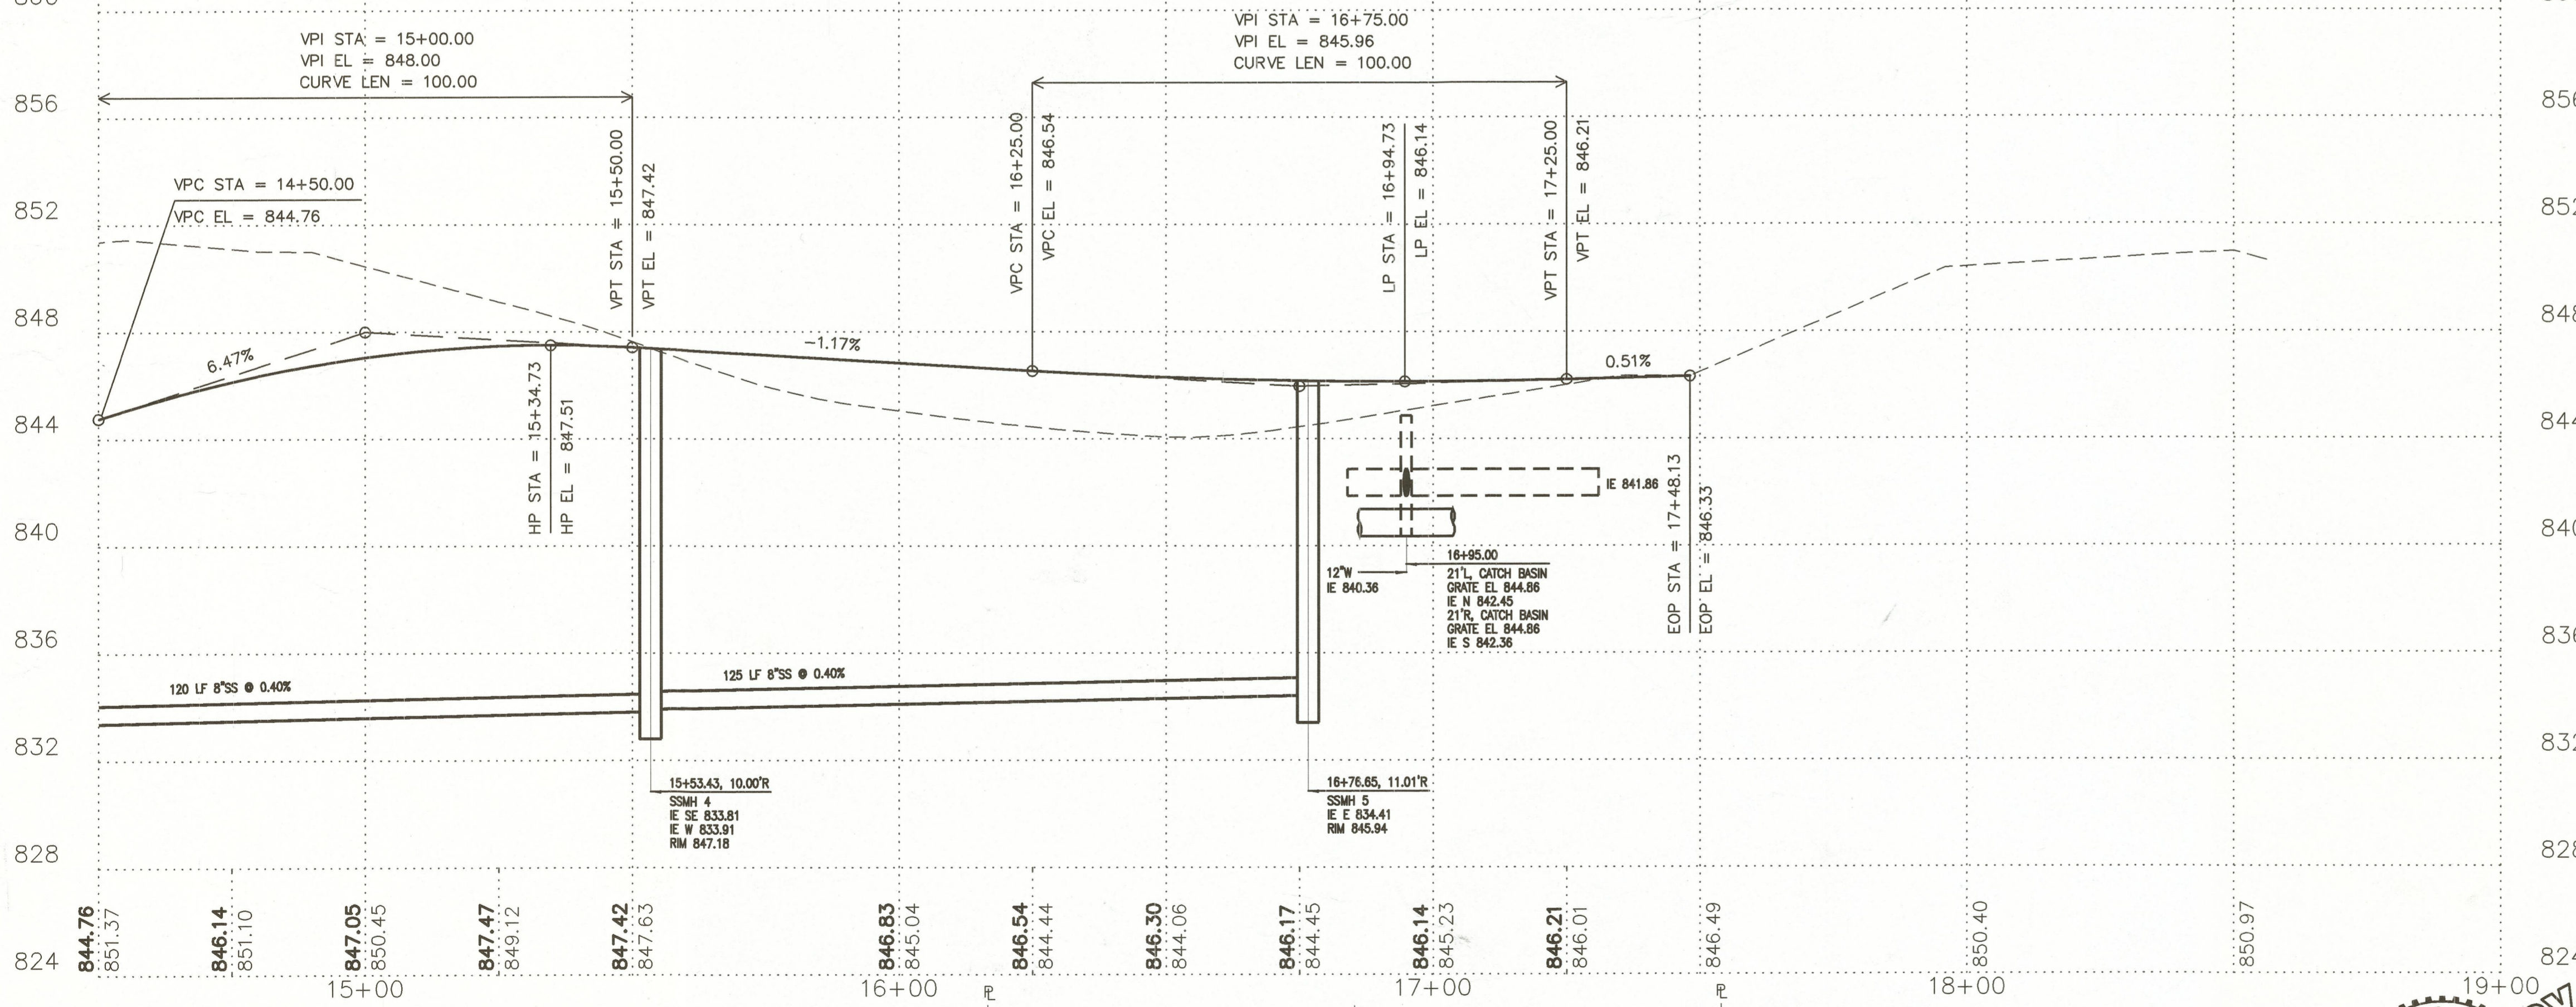 VPI STA = 15+00.00
VPI EL = 848.00
CURVE LEN = 100.00
VPI STA = 16+75.00
VPI EL = 845.96
CURVE LEN = 100.00
856
852
848
844
840
836
832
828
824
VPC STA = 14+50.00
VPC EL = 844.76
6.47%
HP STA = 15+34.73
HP EL = 847.51
VPT STA = 15+50.00
VPT EL = 847.42
-1.17%
VPC STA = 16+25.00
VPC EL = 846.54
LP STA = 16+94.73
LP EL = 846.14
VPT STA = 17+25.00
VPT EL = 846.21
0.51%
EOP STA = 17+48.13
EOP EL = 846.33
IE 841.86
12"W
IE 840.36
16+95.00
21'L, CATCH BASIN
GRATE EL 844.86
IE N 842.45
21'R, CATCH BASIN
GRATE EL 844.86
IE S 842.36
120 LF 8"SS @ 0.40%
125 LF 8"SS @ 0.40%
15+53.43, 10.00'R
SSMH 4
IE SE 833.81
IE W 833.91
RIM 847.18
16+76.65, 11.01'R
SSMH 5
IE E 834.41
RIM 845.94
844.76
851.37
846.14
851.10
847.05
850.45
847.47
849.12
847.42
847.63
846.83
845.04
846.54
844.44
846.30
844.06
846.17
844.45
846.14
845.23
846.21
846.01
846.49
850.40
850.97
15+00
16+00
PL
17+00
PL
18+00
19+00